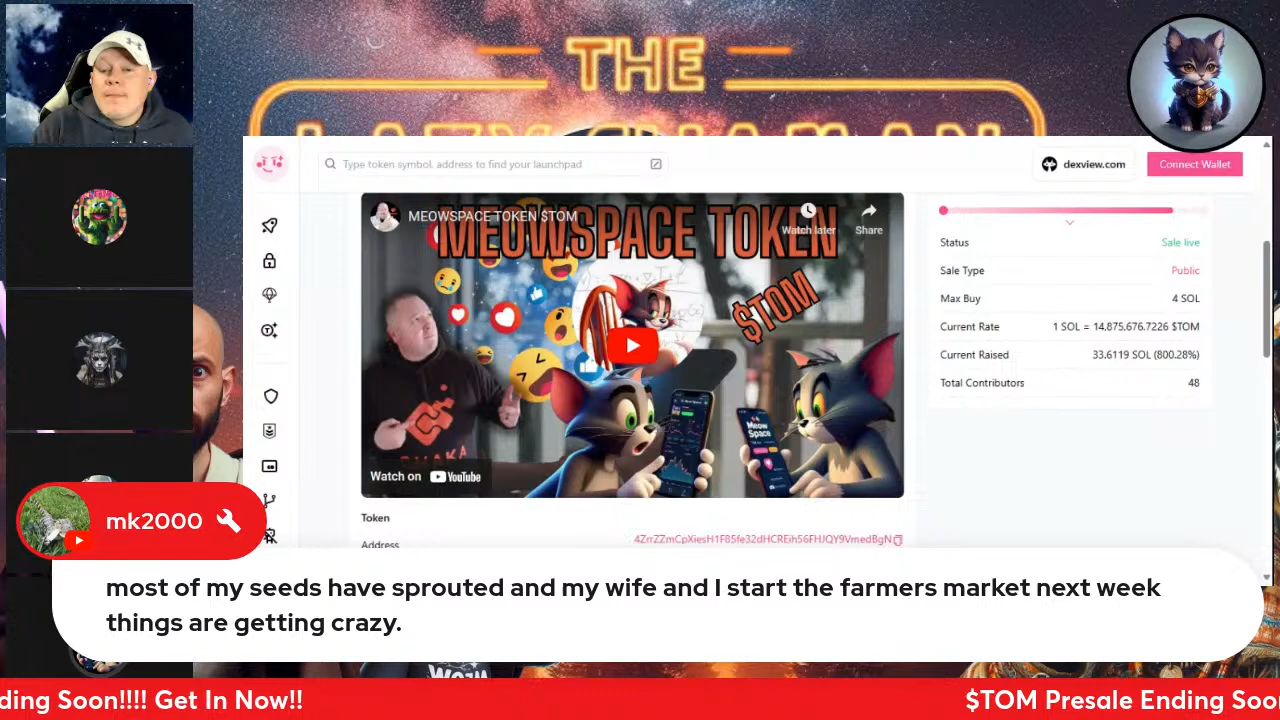 THE
LAZY SHAMAN
Type token symbol, address to find your launchpad
dexview.com
Connect Wallet
MEOWSPACE TOKEN $TOM
Watch later
Share
MEOWSPACE TOKEN
$TOM
Meow
Space
Watch on YouTube
Status Sale live
Sale Type Public
Max Buy 4 SOL
Current Rate 1 SOL = 14,875,676.7226 $TOM
Current Raised 33.6119 SOL (800.28%)
Total Contributors 48
Token
Address 4ZrrZZmCpXiesH1F85fe32dHCREih56FHJQY9VmedBgN
mk2000
most of my seeds have sprouted and my wife and I start the farmers market next week
things are getting crazy.
ding Soon!!!! Get In Now!!
$TOM Presale Ending Soo